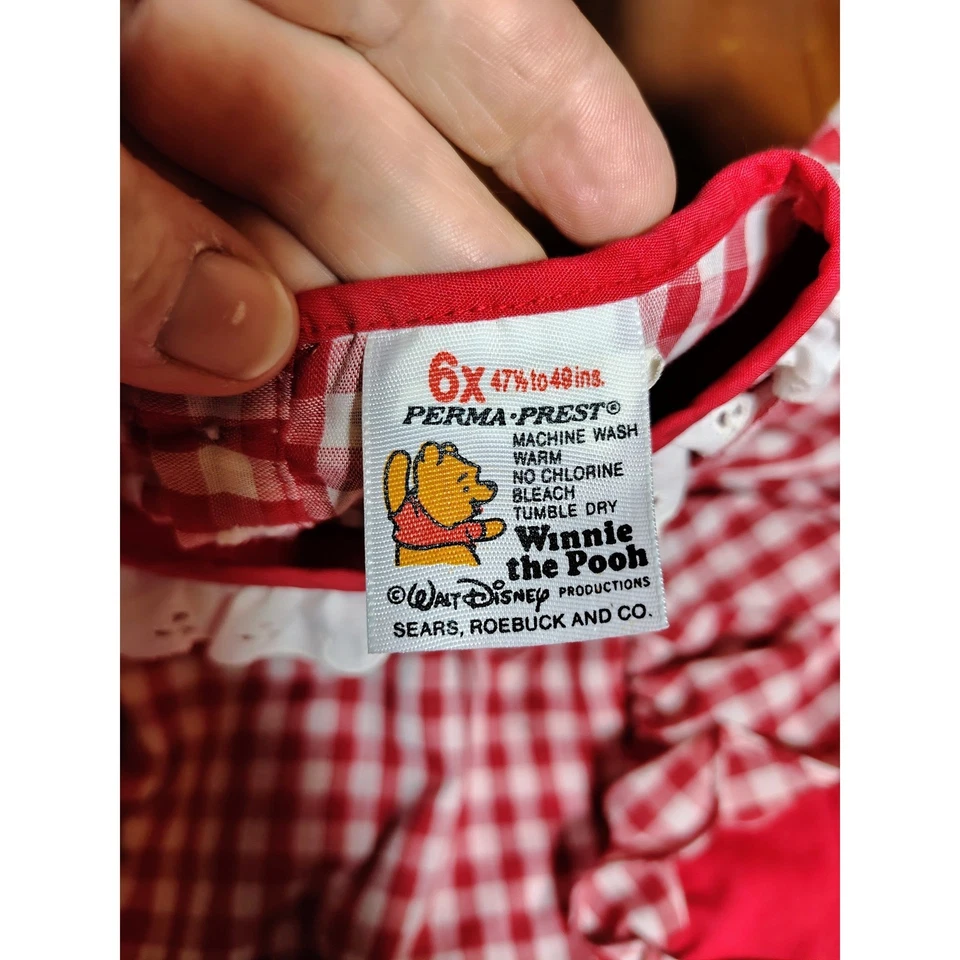 6X 47½ to 48 ins.
PERMA·PREST®
MACHINE WASH
WARM
NO CHLORINE
BLEACH
TUMBLE DRY
Winnie
the Pooh
© WALT DISNEY PRODUCTIONS
SEARS, ROEBUCK AND CO.